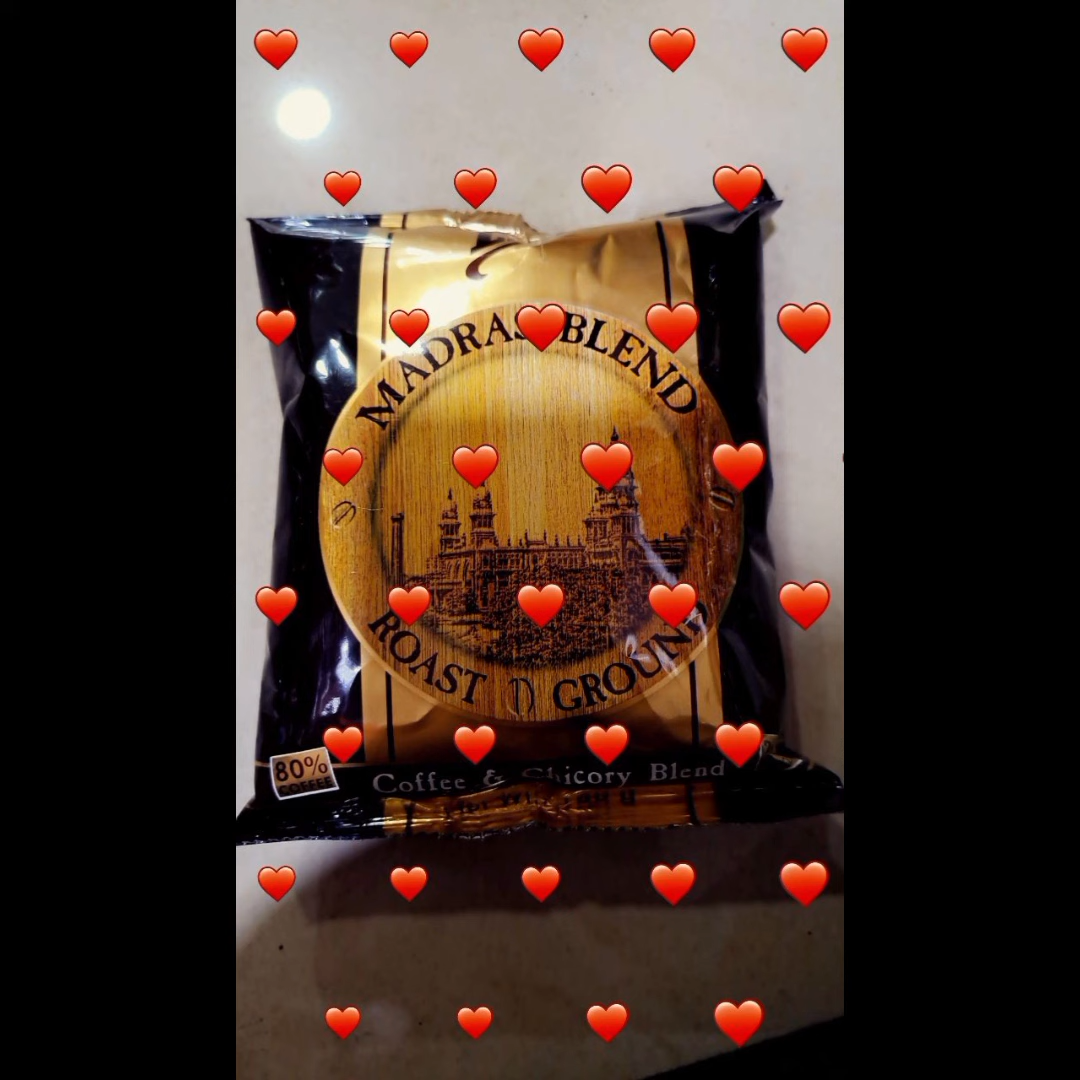 MADRAS BLEND
ROAST GROUND
80%
COFFEE
Coffee & Chicory Blend